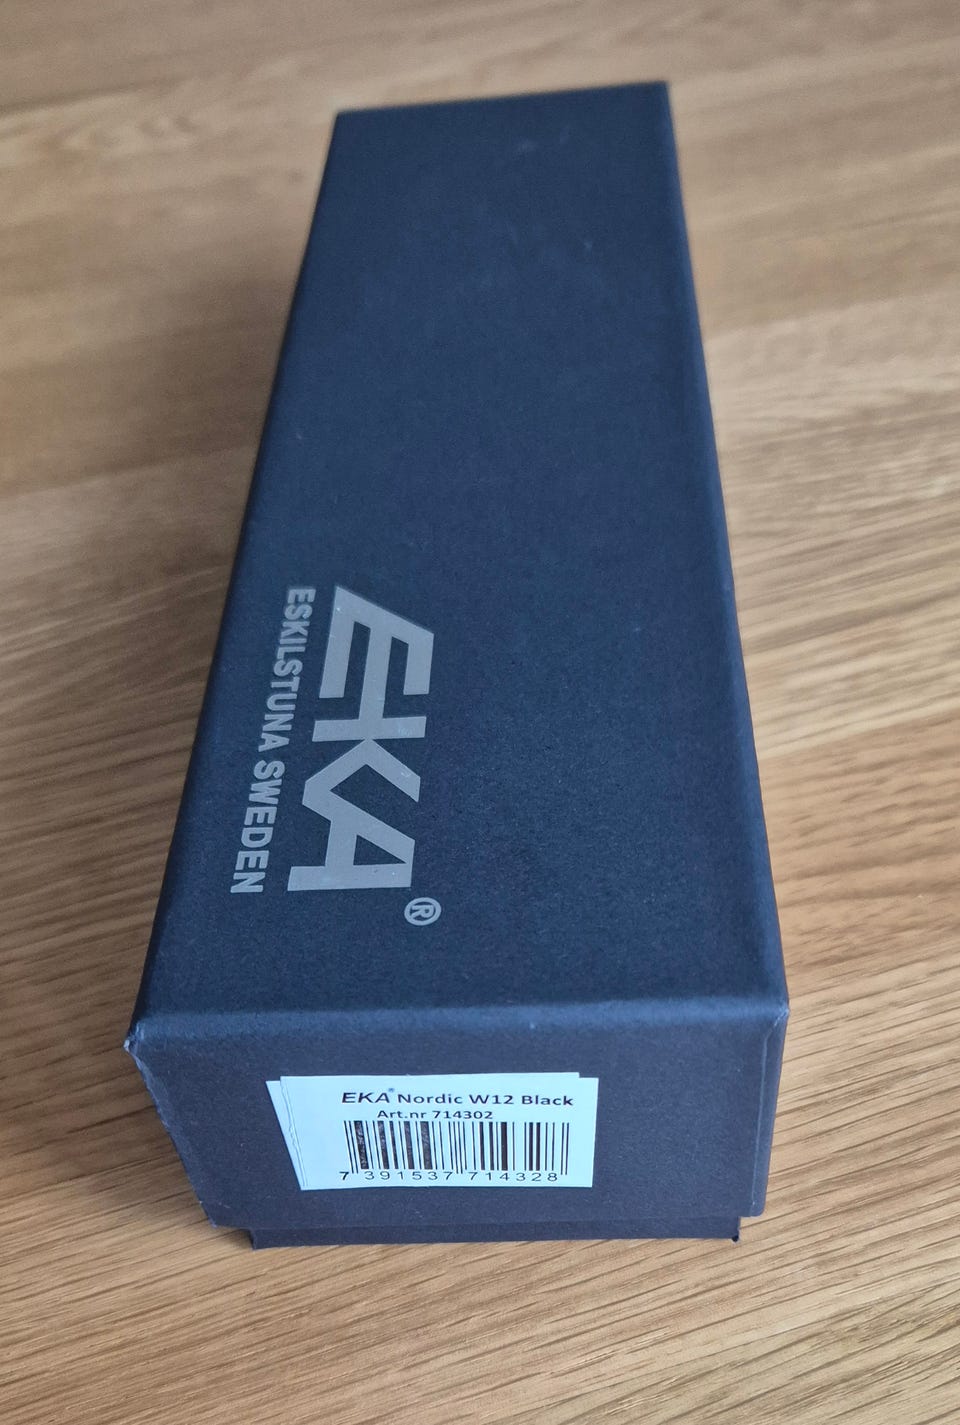 EKA®
ESKILSTUNA SWEDEN
EKA® Nordic W12 Black
Art.nr 714302
7 391537 714328